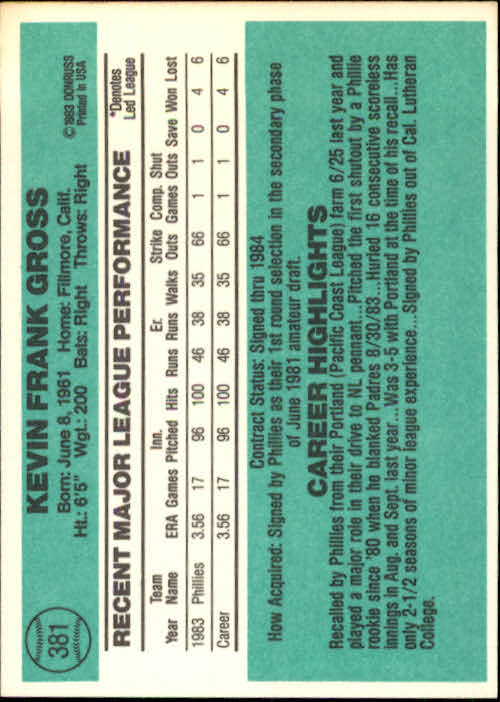 381
KEVIN FRANK GROSS
Born: June 8, 1961 Home: Fillmore, Calif.
Ht.: 6'5" Wgt.: 200 Bats: Right Throws: Right
© 1983 DONRUSS
Printed in USA
RECENT MAJOR LEAGUE PERFORMANCE
*Denotes
Led League
Team Inn. Er. Strike Comp. Shut
Year Name ERA Games Pitched Hits Runs Runs Walks Outs Games Outs Save Won Lost
1983 Phillies 3.56 17 96 100 46 38 35 66 1 1 0 4 6
Career 3.56 17 96 100 46 38 35 66 1 1 0 4 6
Contract Status: Signed thru 1984
How Acquired: Signed by Phillies as their 1st round selection in the secondary phase
of June 1981 amateur draft.
CAREER HIGHLIGHTS
Recalled by Phillies from their Portland (Pacific Coast League) farm 6/25 last year and
played a major role in their drive to NL pennant...Pitched the first shutout by a Phillie
rookie since '80 when he blanked Padres 8/30/83...Hurled 16 consecutive scoreless
innings in Aug. and Sept. last year...Was 3-5 with Portland at the time of his recall...Has
only 2-1/2 seasons of minor league experience...Signed by Phillies out of Cal. Lutheran
College.